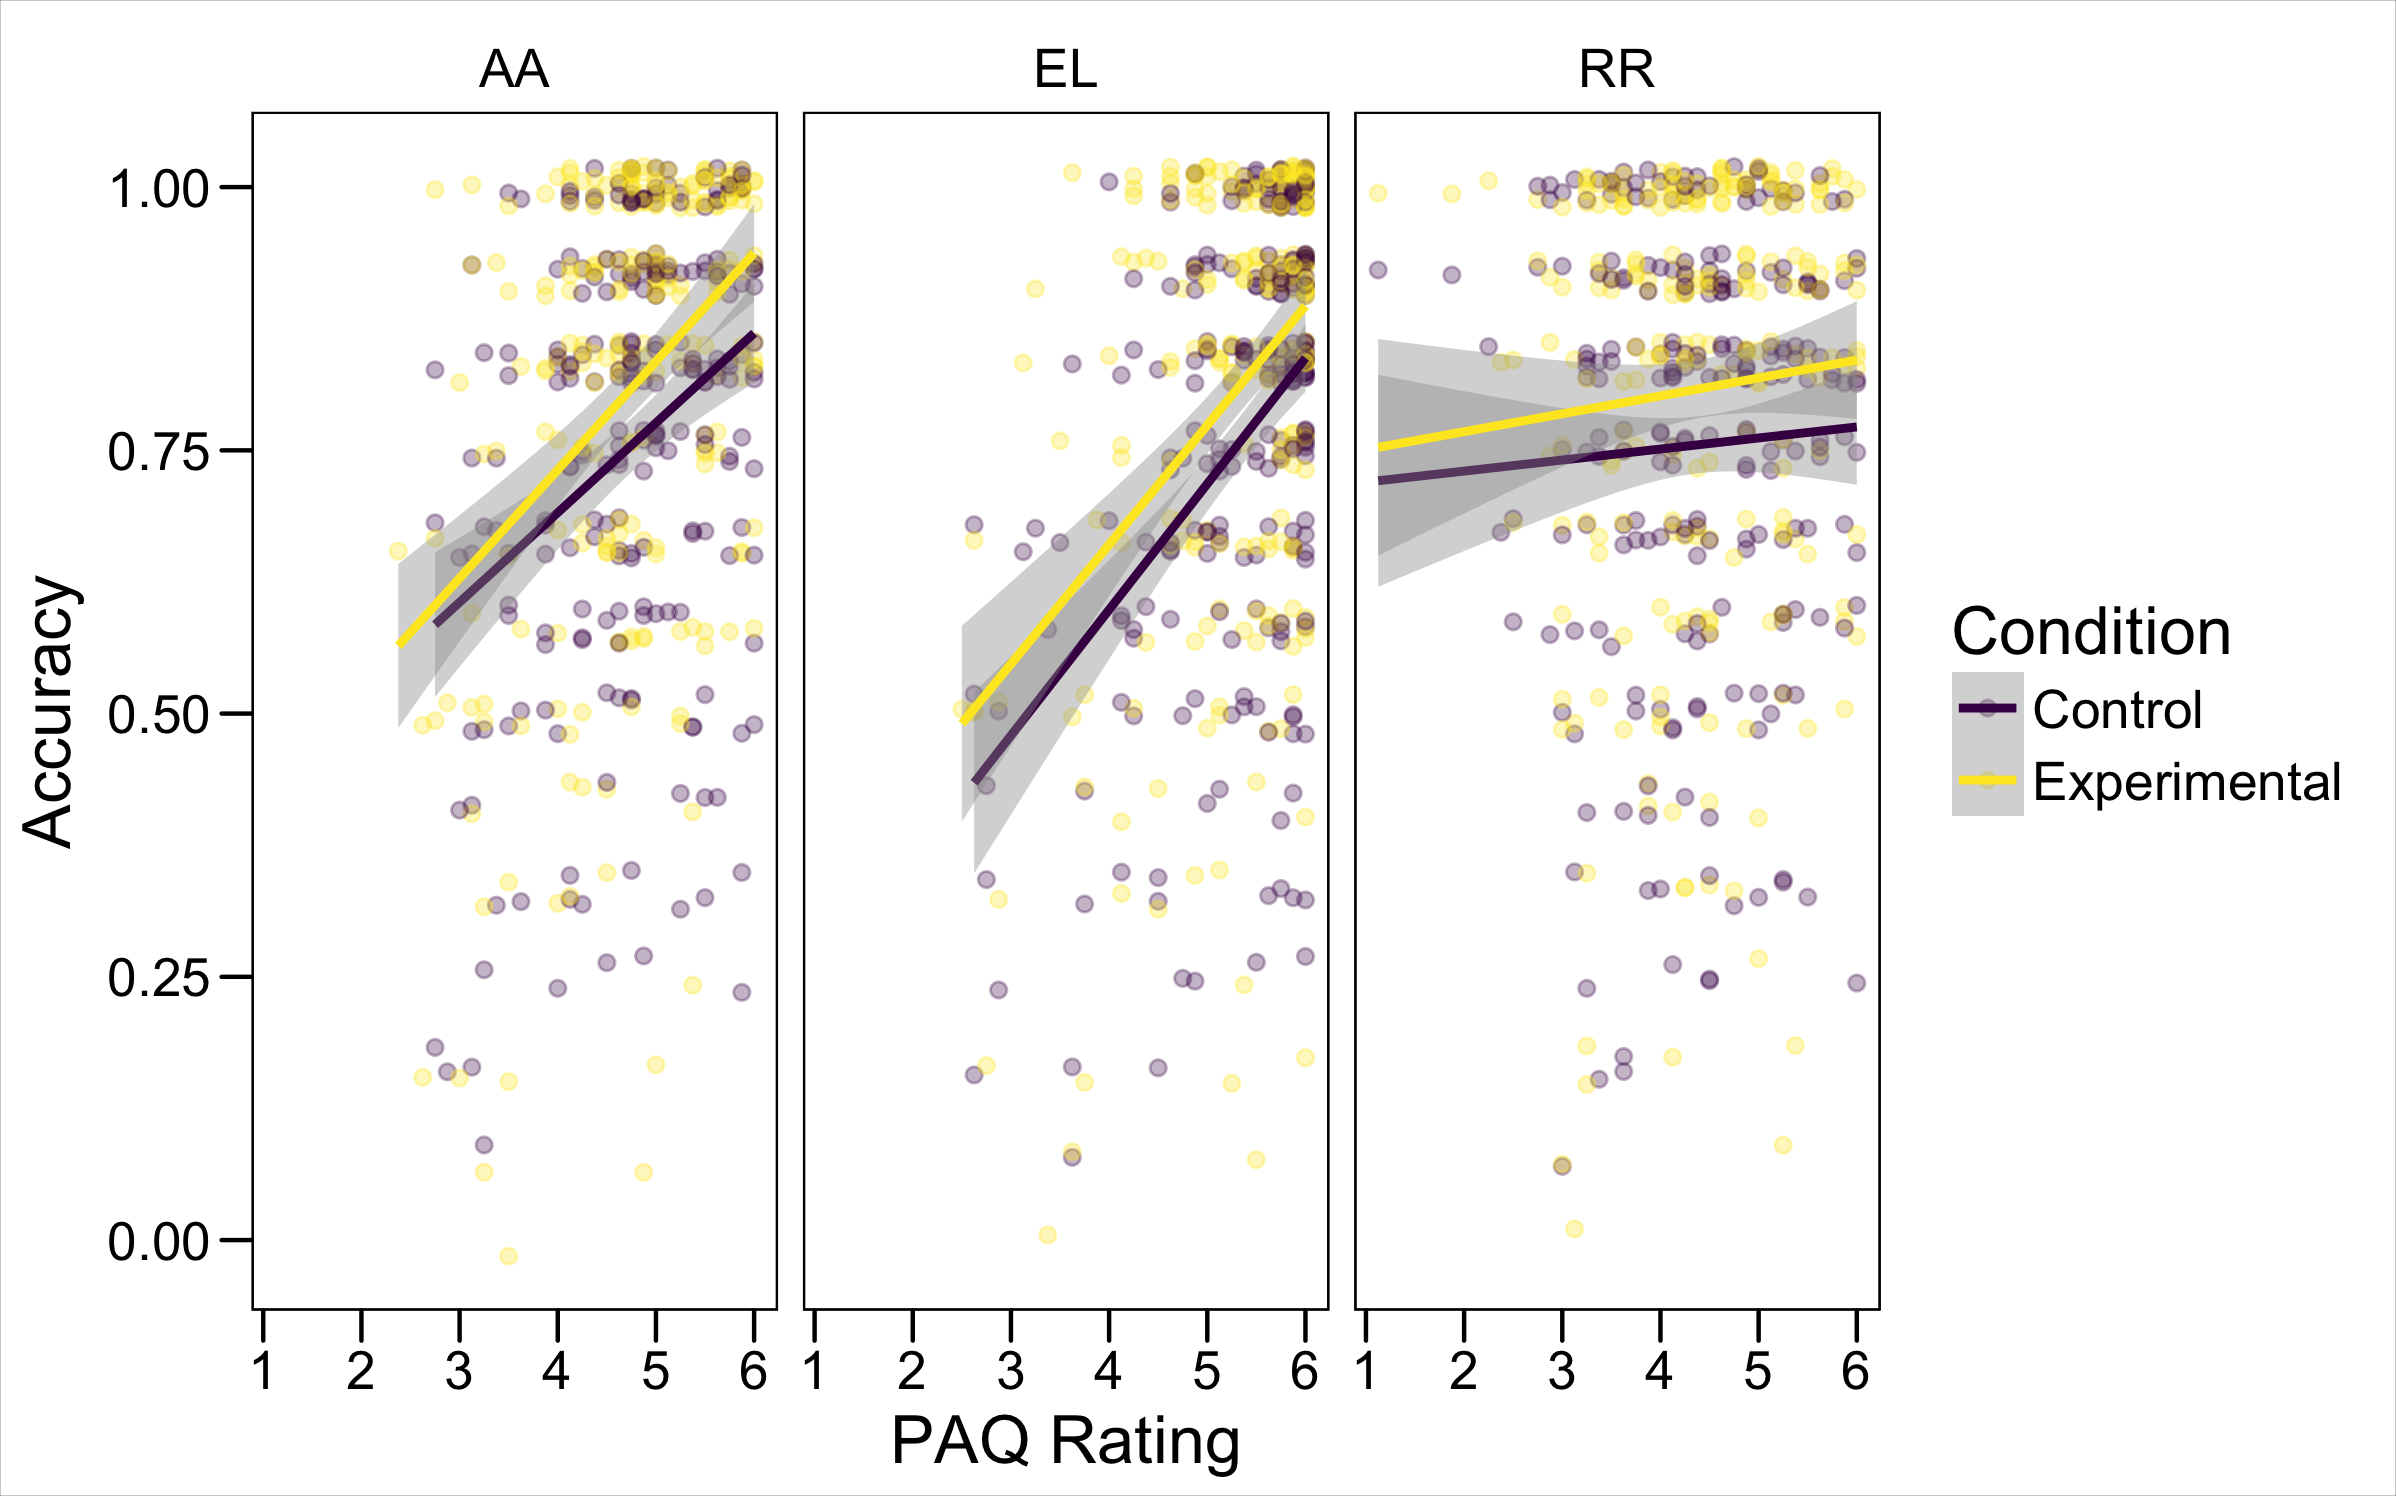 AA EL RR
1.00
0.75
0.50
0.25
0.00
Accuracy
1 2 3 4 5 6 1 2 3 4 5 6 1 2 3 4 5 6
PAQ Rating
Condition
Control
Experimental